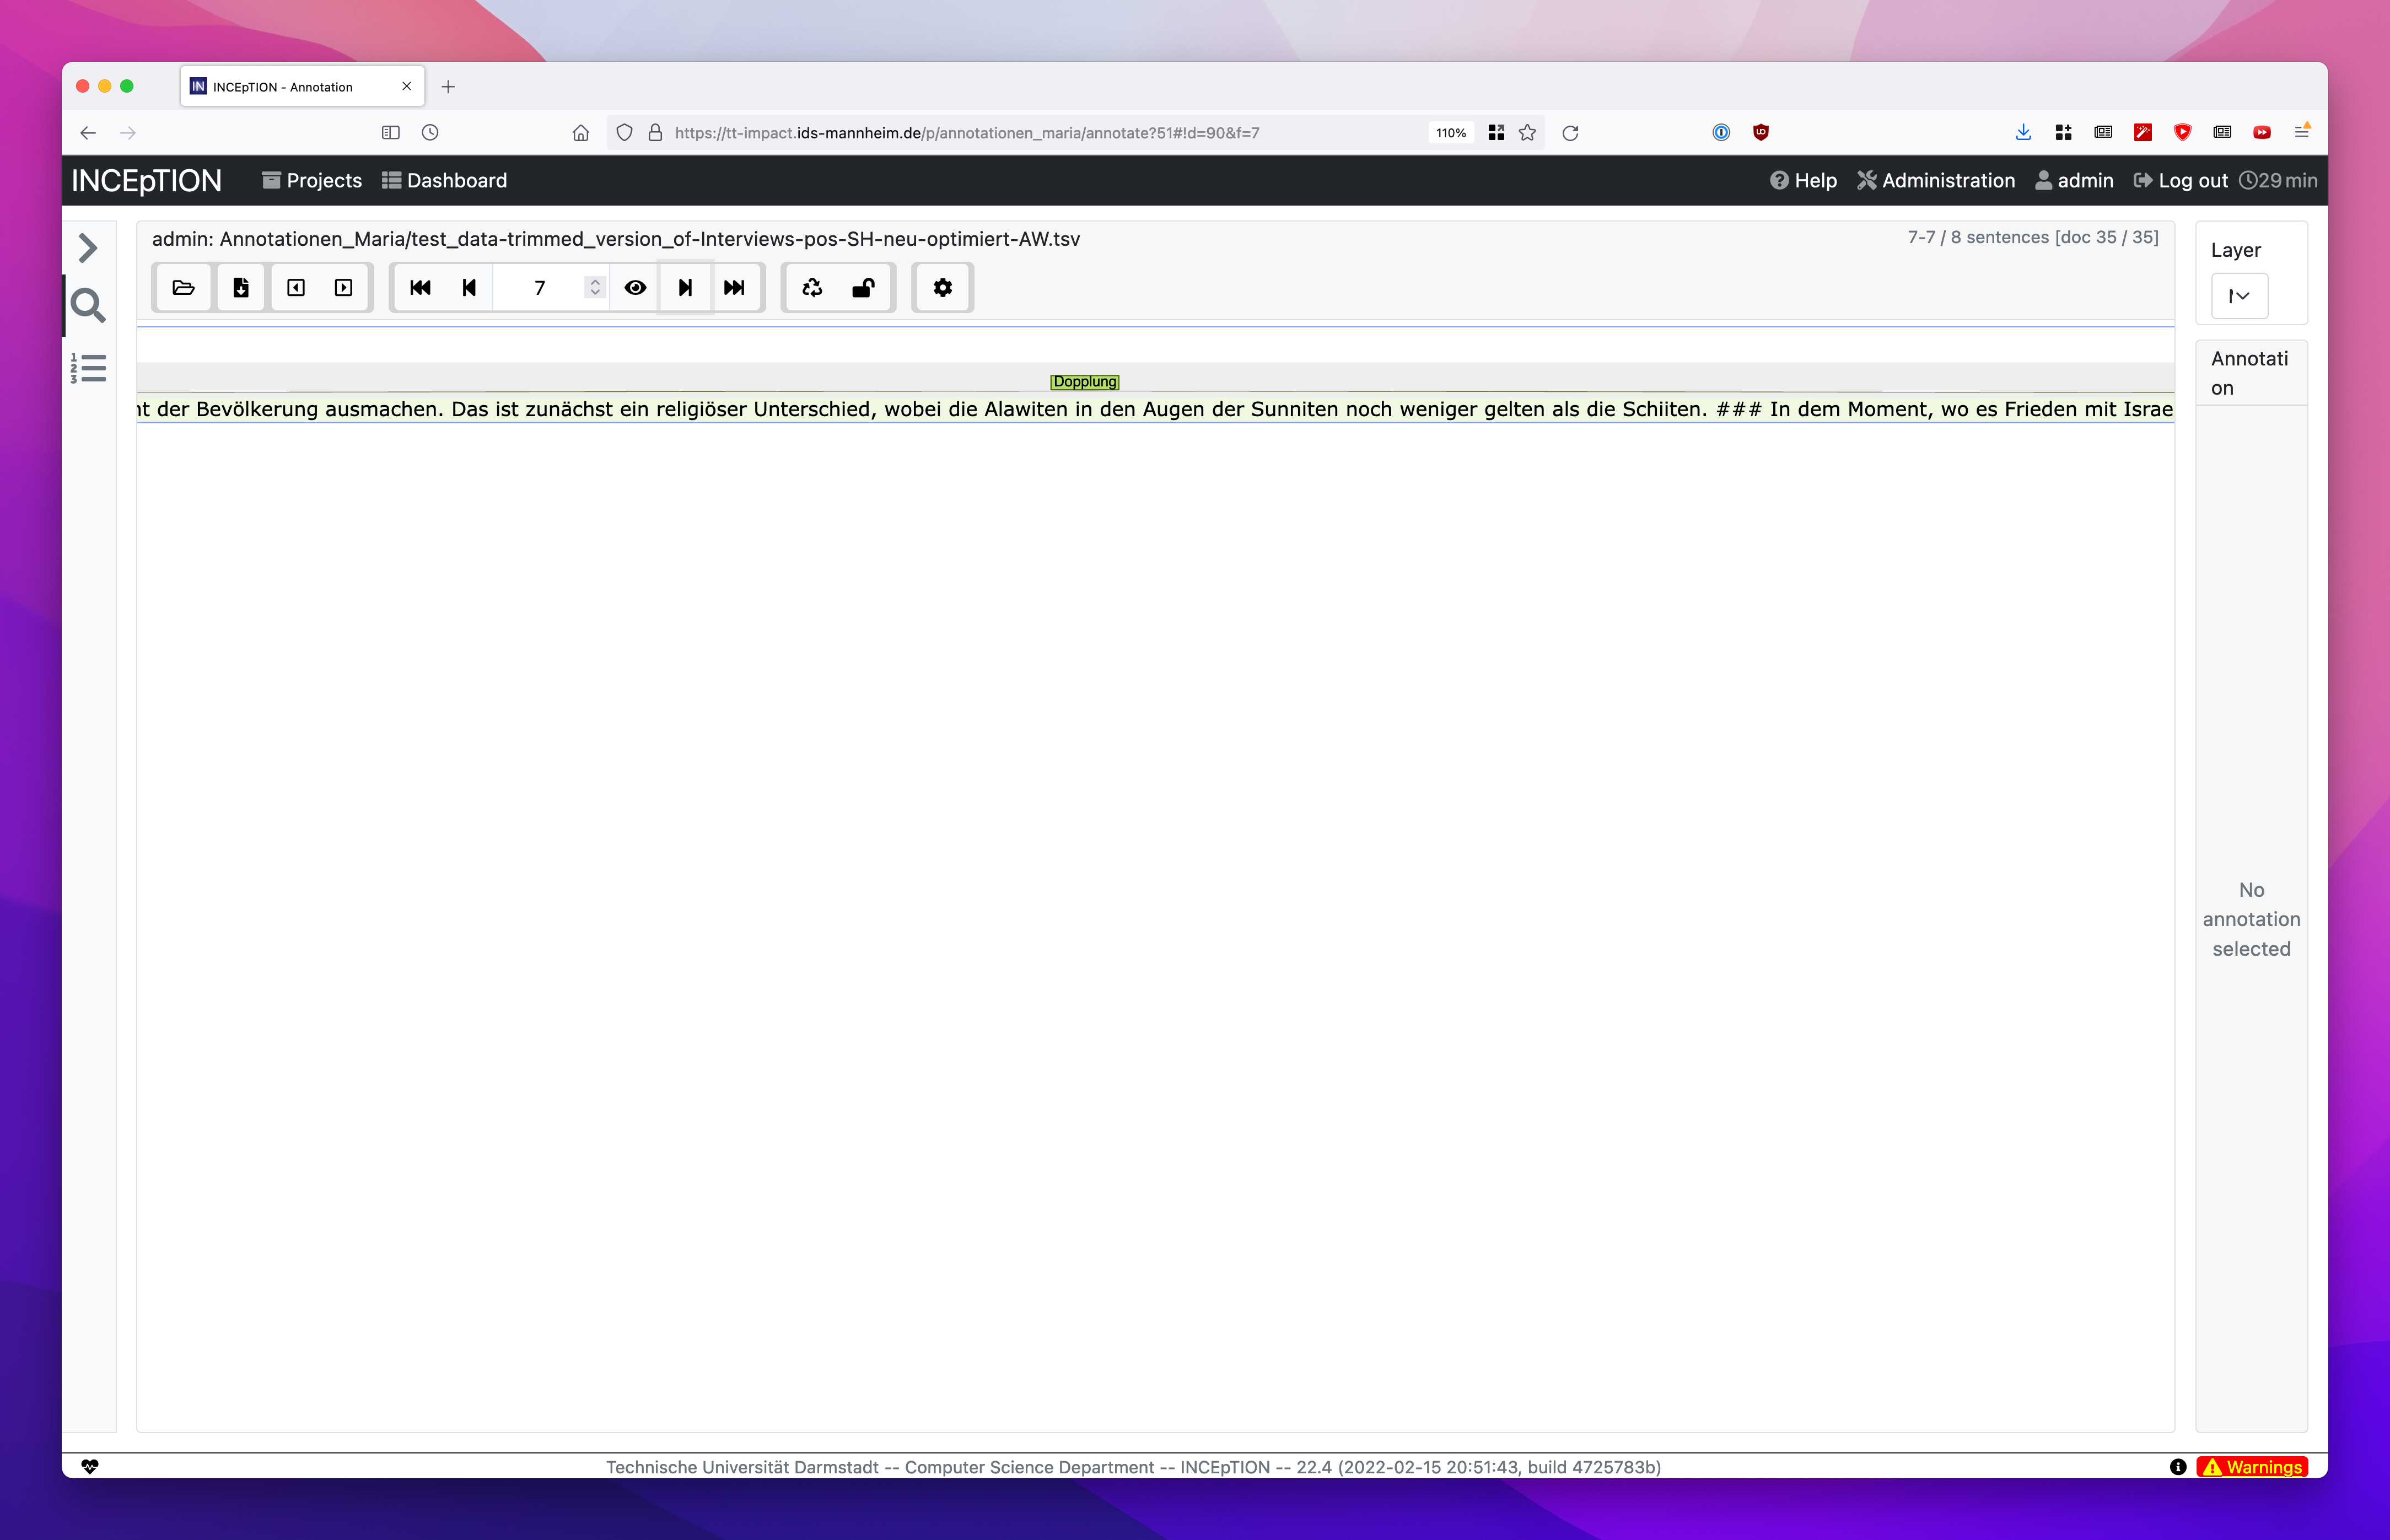 INCEpTION - Annotation
https://tt-impact.ids-mannheim.de/p/annotationen_maria/annotate?51#!d=90&f=7
110%
INCEpTION Projects Dashboard Help Administration admin Log out 29 min
admin: Annotationen_Maria/test_data-trimmed_version_of-Interviews-pos-SH-neu-optimiert-AW.tsv
7-7 / 8 sentences [doc 35 / 35]
7
Dopplung
der Bevölkerung ausmachen. Das ist zunächst ein religiöser Unterschied, wobei die Alawiten in den Augen der Sunniten noch weniger gelten als die Schiiten. ### In dem Moment, wo es Frieden mit Israe
Layer
Annotati
on
No
annotation
selected
Technische Universität Darmstadt -- Computer Science Department -- INCEpTION -- 22.4 (2022-02-15 20:51:43, build 4725783b)
Warnings